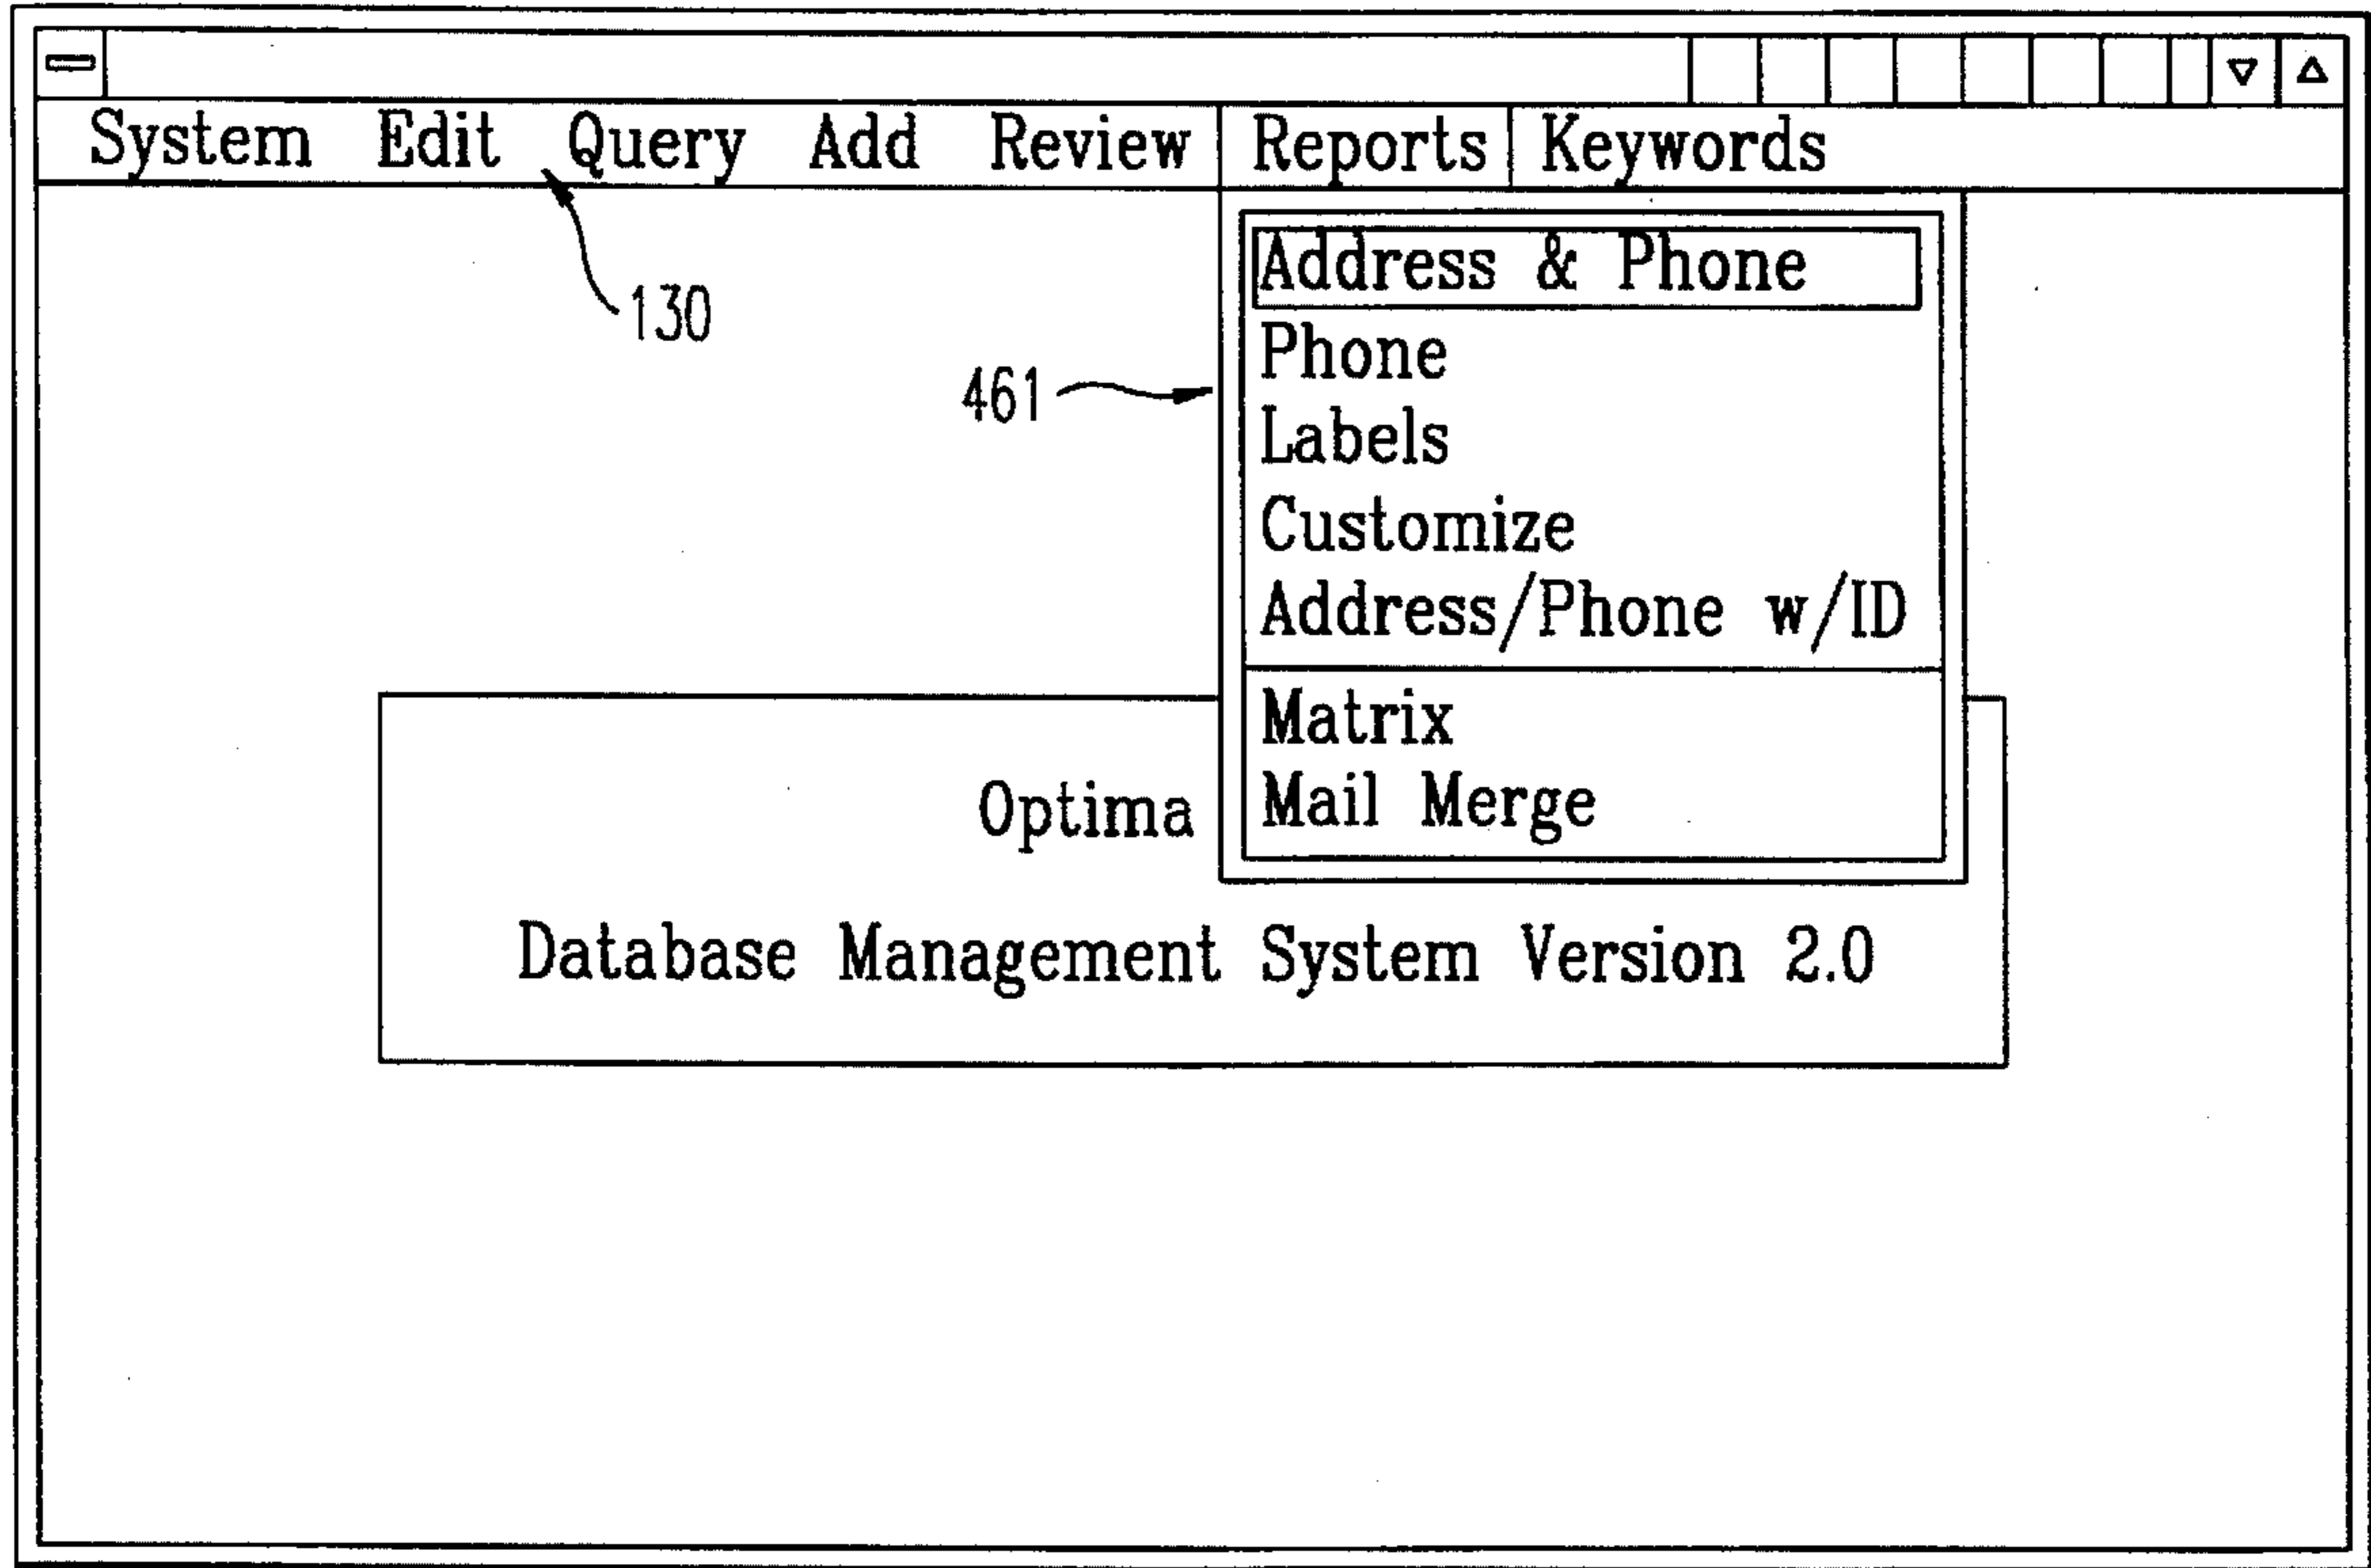 System Edit Query Add Review Reports Keywords
130
461
Address & Phone
Phone
Labels
Customize
Address/Phone w/ID
Matrix
Mail Merge
Optima
Database Management System Version 2.0